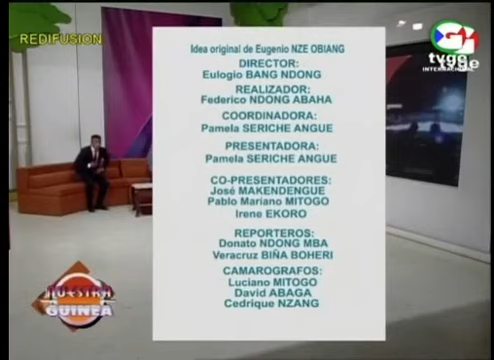 REDIFUSION
tvge
tvge
INTERNACIONAL
Idea original de Eugenio NZE OBIANG
DIRECTOR:
Eulogio BANG NDONG
REALIZADOR:
Federico NDONG ABAHA
COORDINADORA:
Pamela SERICHE ANGUE
PRESENTADORA:
Pamela SERICHE ANGUE
CO-PRESENTADORES:
José MAKENDENGUE
Pablo Mariano MITOGO
Irene EKORO
REPORTEROS:
Donato NDONG MBA
Veracruz BIÑA BOHERI
CAMAROGRAFOS:
Luciano MITOGO
David ABAGA
Cedrique NZANG
NUESTRA
GUINEA